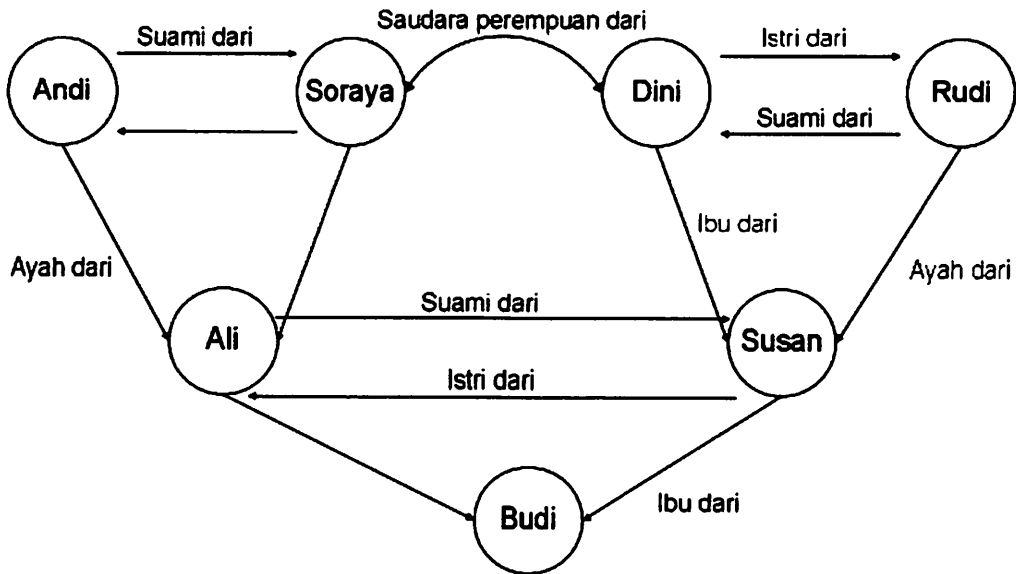 Saudara perempuan dari
Suami dari
Istri dari
Andi
Soraya
Dini
Rudi
Suami dari
Ibu dari
Ayah dari
Ayah dari
Suami dari
Ali
Susan
Istri dari
Ibu dari
Budi